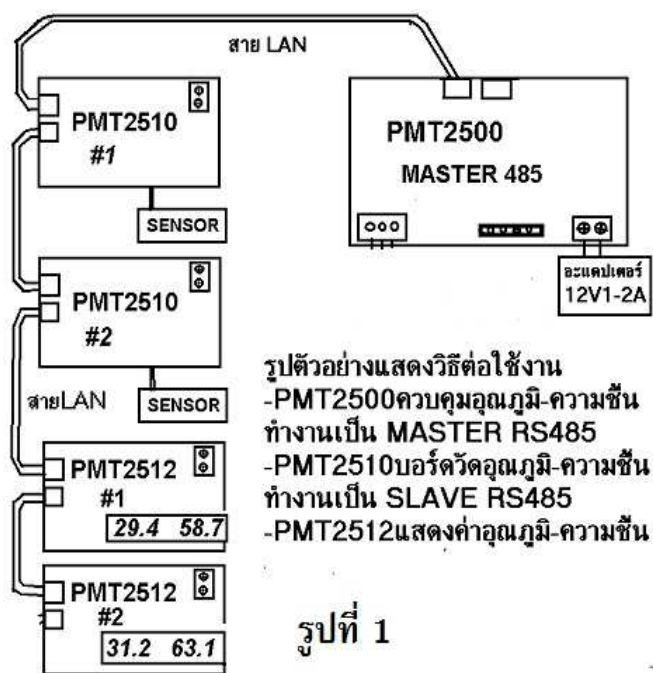 สาย LAN
PMT2510
#1
SENSOR
PMT2500
MASTER 485
อะแดปเตอร์
12V1-2A
PMT2510
#2
SENSOR
สายLAN
PMT2512
#1
29.4 58.7
PMT2512
#2
31.2 63.1
รูปตัวอย่างแสดงวิธีต่อใช้งาน
-PMT2500ควบคุมอุณภูมิ-ความชื้น
ทำงานเป็น MASTER RS485
-PMT2510บอร์ดวัดอุณภูมิ-ความชื้น
ทำงานเป็น SLAVE RS485
-PMT2512แสดงค่าอุณภูมิ-ความชื้น
รูปที่ 1